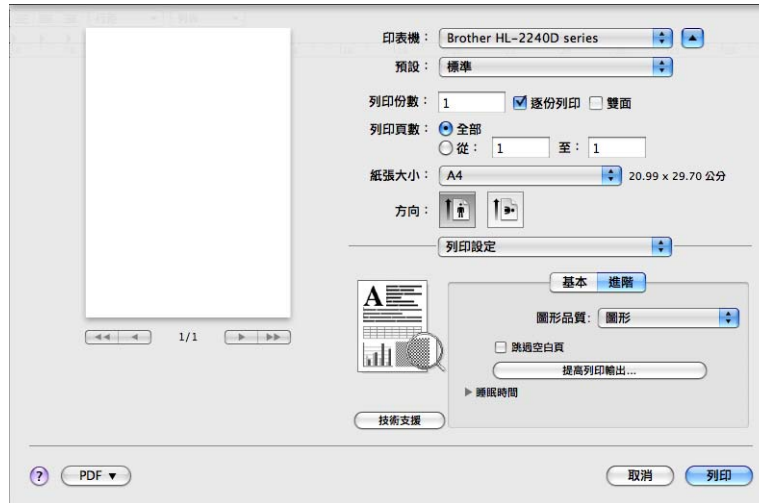 印表機： Brother HL-2240D series
預設： 標準
列印份數： 1 逐份列印 雙面
列印頁數： 全部
從： 1 至： 1
紙張大小： A4 20.99 x 29.70 公分
方向：
列印設定
基本 進階
圖形品質: 圖形
跳過空白頁
提高列印輸出...
睡眠時間
技術支援
1/1
? PDF ▼ 取消 列印